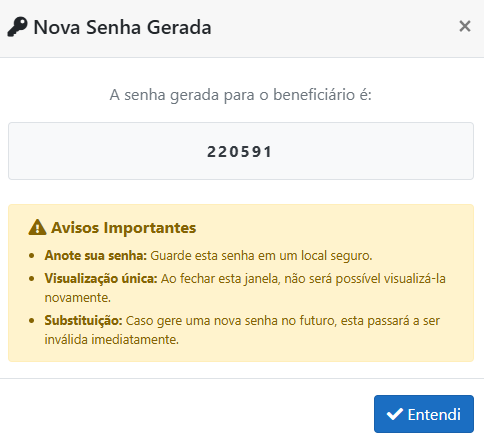 Nova Senha Gerada
A senha gerada para o beneficiário é:
220591
Avisos Importantes
Anote sua senha: Guarde esta senha em um local seguro.
Visualização única: Ao fechar esta janela, não será possível visualizá-la
novamente.
Substituição: Caso gere uma nova senha no futuro, esta passará a ser
inválida imediatamente.
Entendi